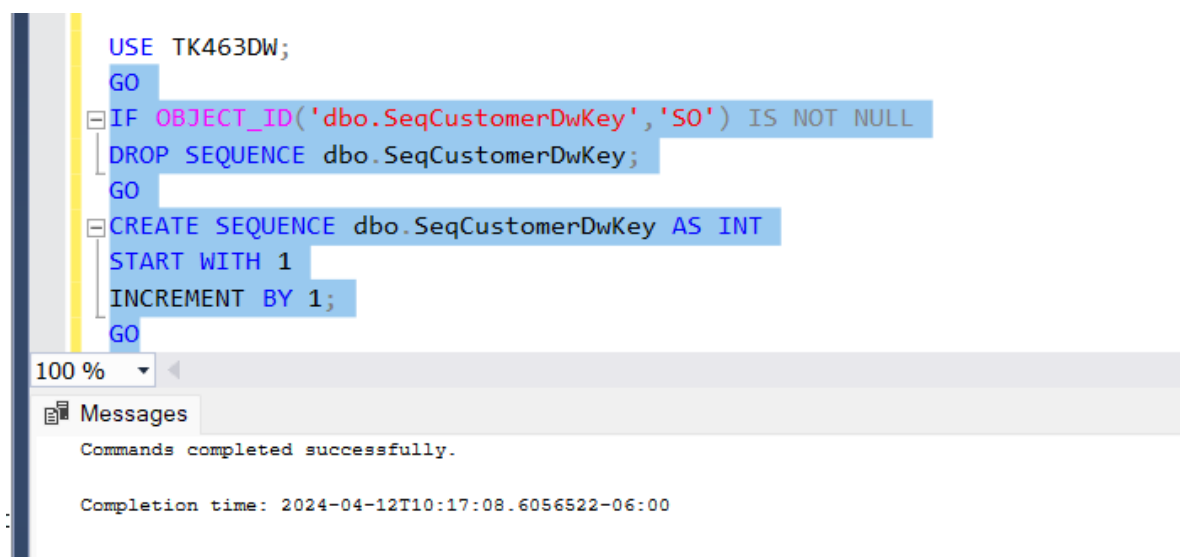 USE TK463DW;
GO
IF OBJECT_ID('dbo.SeqCustomerDwKey','SO') IS NOT NULL
DROP SEQUENCE dbo.SeqCustomerDwKey;
GO
CREATE SEQUENCE dbo.SeqCustomerDwKey AS INT
START WITH 1
INCREMENT BY 1;
GO
100 %
Messages
Commands completed successfully.
Completion time: 2024-04-12T10:17:08.6056522-06:00